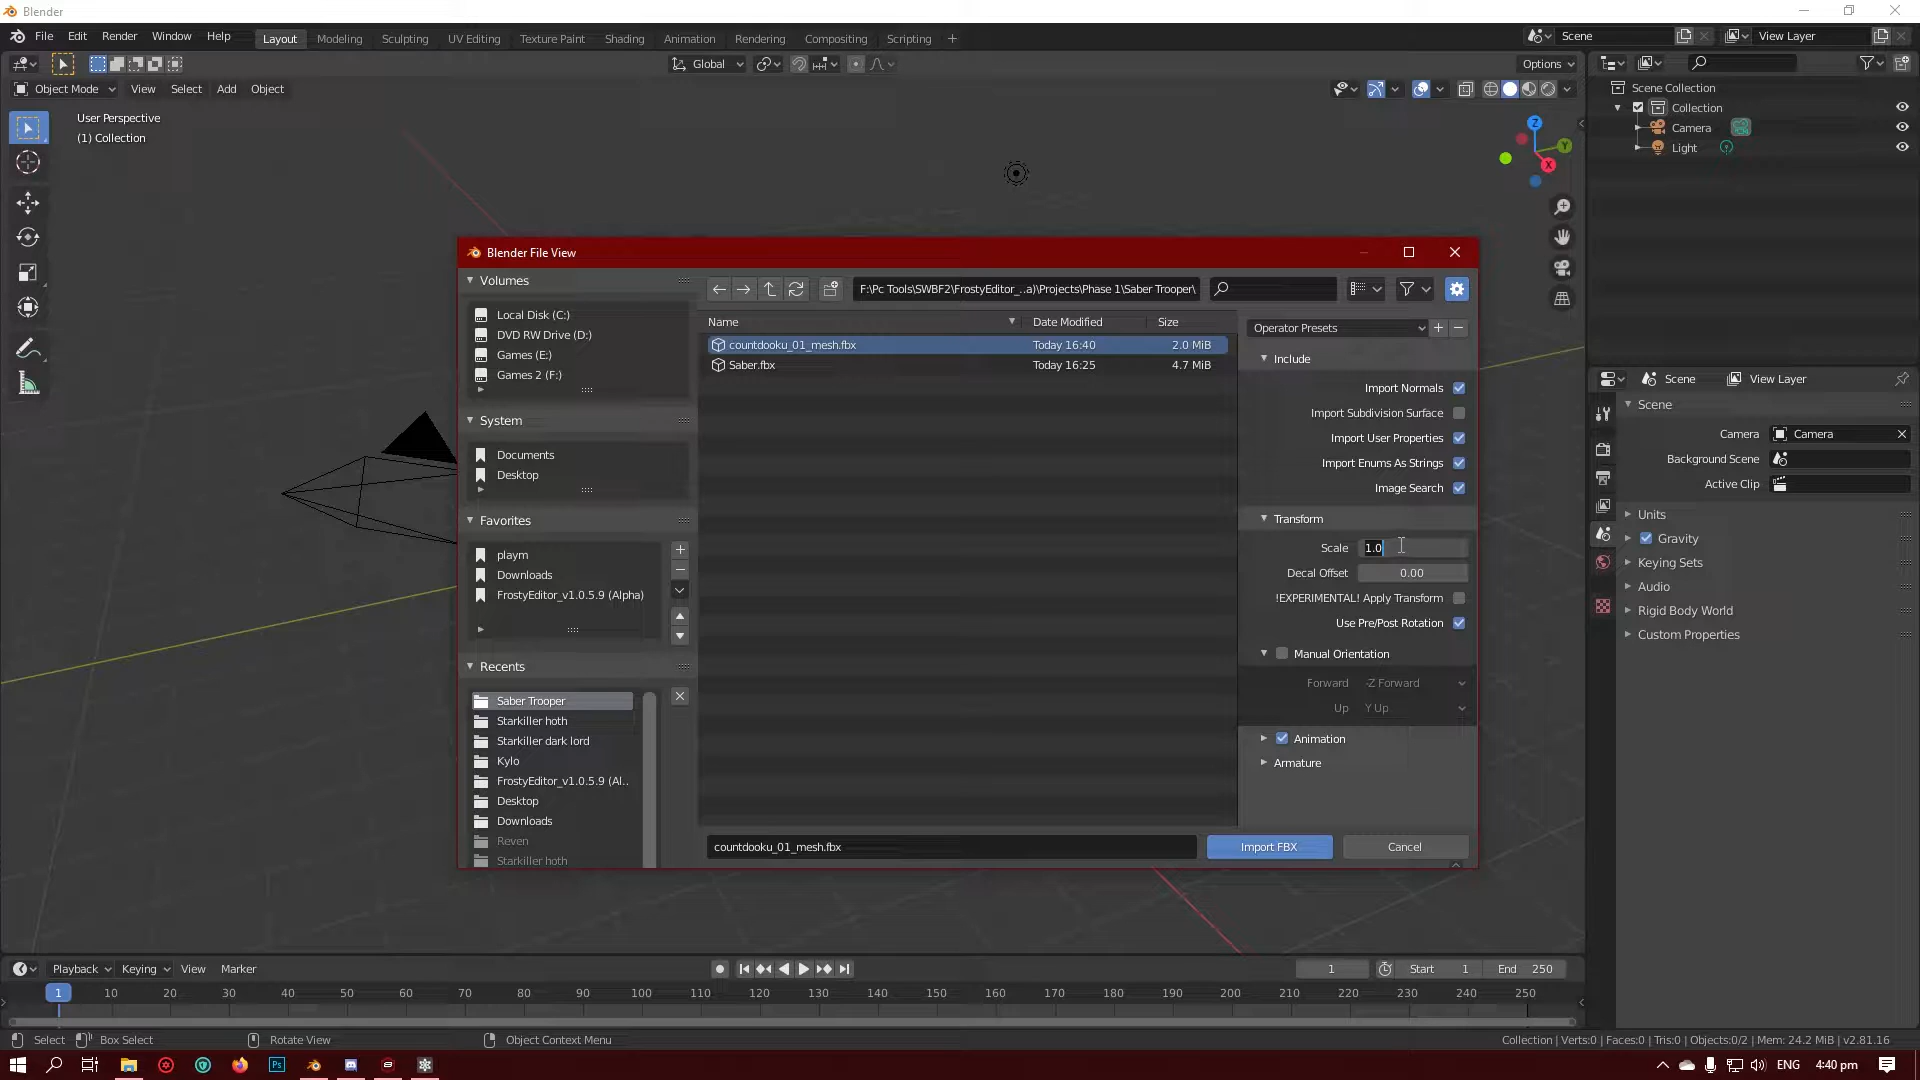 Blender
File Edit Render Window Help Layout Modeling Sculpting UV Editing Texture Paint Shading Animation Rendering Compositing Scripting + Scene View Layer
Global Options
Object Mode View Select Add Object
User Perspective
(1) Collection
Z
Y
X
Scene Collection
Collection
Camera
Light
Blender File View
Volumes
Local Disk (C:)
DVD RW Drive (D:)
Games (E:)
Games 2 (F:)
System
Documents
Desktop
Favorites
playm
Downloads
FrostyEditor_v1.0.5.9 (Alpha)
Recents
Saber Trooper
Starkiller hoth
Starkiller dark lord
Kylo
FrostyEditor_v1.0.5.9 (Al..
Desktop
Downloads
Reven
Starkiller hoth
F:\Pc Tools\SWBF2\FrostyEditor_..a)\Projects\Phase 1\Saber Trooper\
Name Date Modified Size
countdooku_01_mesh.fbx Today 16:40 2.0 MiB
Saber.fbx Today 16:25 4.7 MiB
Operator Presets
Include
Import Normals
Import Subdivision Surface
Import User Properties
Import Enums As Strings
Image Search
Transform
Scale 1.0
Decal Offset 0.00
!EXPERIMENTAL! Apply Transform
Use Pre/Post Rotation
Manual Orientation
Forward -Z Forward
Up Y Up
Animation
Armature
countdooku_01_mesh.fbx Import FBX Cancel
Scene View Layer
Scene
Camera Camera
Background Scene
Active Clip
Units
Gravity
Keying Sets
Audio
Rigid Body World
Custom Properties
Playback Keying View Marker 1 Start 1 End 250
1 10 20 30 40 50 60 70 80 90 100 110 120 130 140 150 160 170 180 190 200 210 220 230 240 250
Select Box Select Rotate View Object Context Menu Collection | Verts:0 | Faces:0 | Tris:0 | Objects:0/2 | Mem: 24.2 MiB | v2.81.16
Ps ENG 4:40 pm